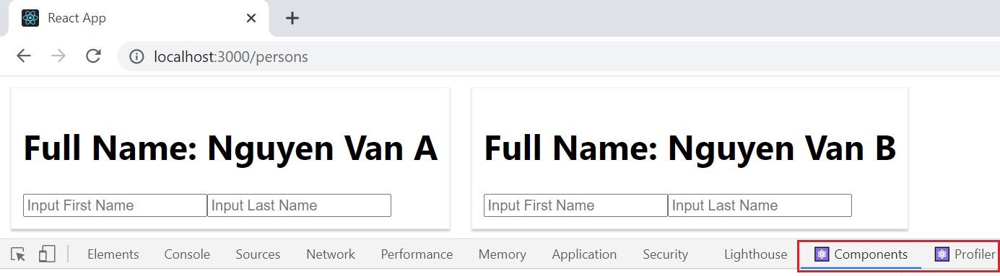 React App
localhost:3000/persons
Full Name: Nguyen Van A
Input First Name Input Last Name
Full Name: Nguyen Van B
Input First Name Input Last Name
Elements Console Sources Network Performance Memory Application Security Lighthouse Components Profiler